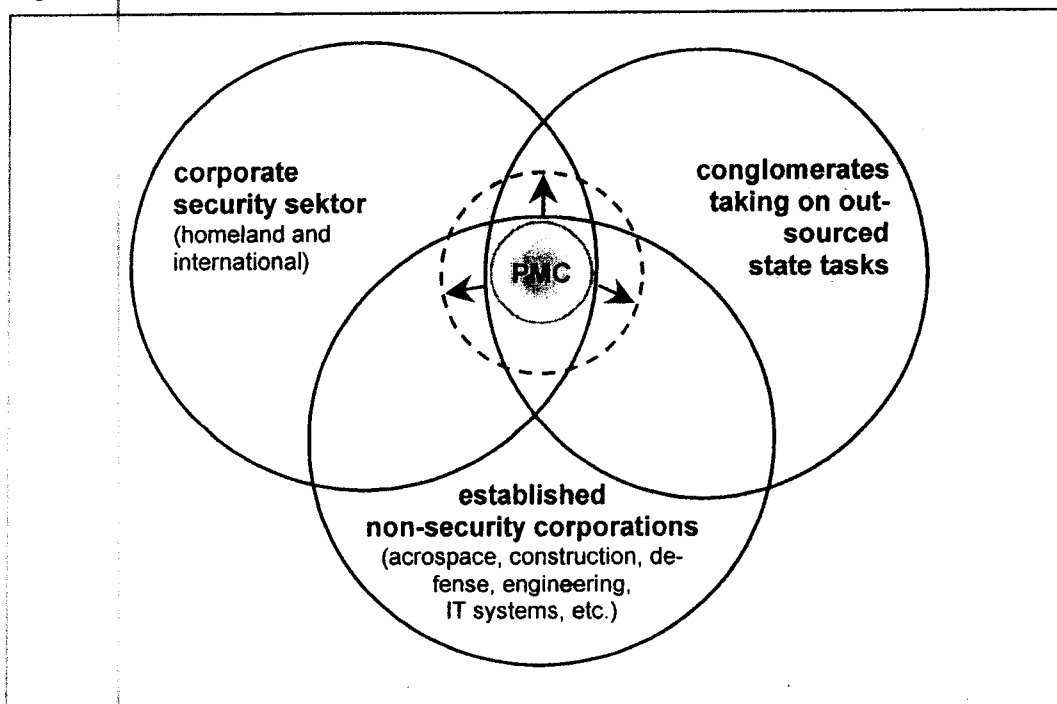 corporate
security sektor
(homeland and
international)
conglomerates
taking on out-
sourced
state tasks
PMC
established
non-security corporations
(acrospace, construction, de-
fense, engineering,
IT systems, etc.)